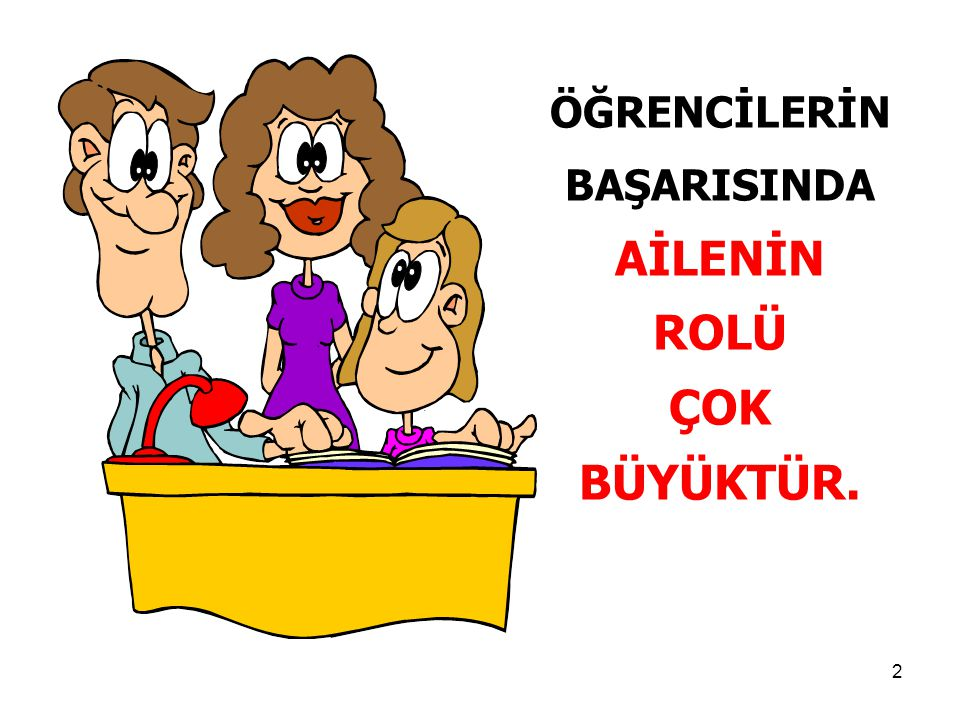 ÖĞRENCİLERİN
BAŞARISINDA
AİLENİN
ROLÜ
ÇOK
BÜYÜKTÜR.
2